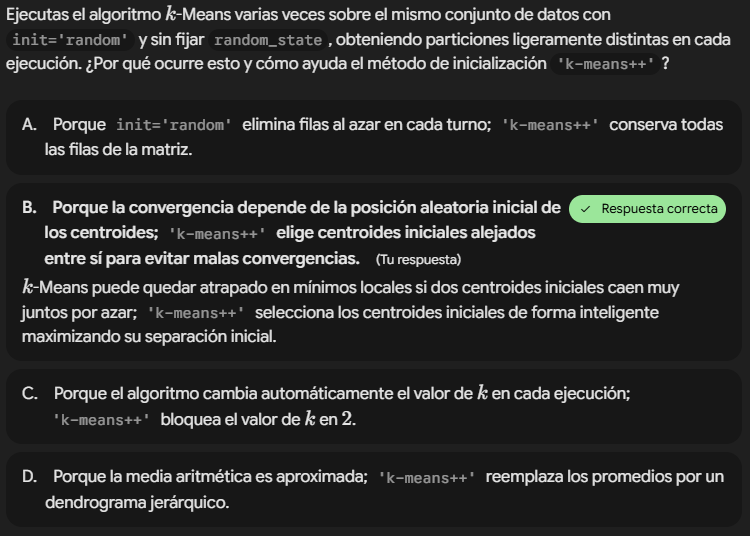 Ejecutas el algoritmo k-Means varias veces sobre el mismo conjunto de datos con
init='random' y sin fijar random_state, obteniendo particiones ligeramente distintas en cada
ejecución. ¿Por qué ocurre esto y cómo ayuda el método de inicialización 'k-means++'?
A. Porque init='random' elimina filas al azar en cada turno; 'k-means++' conserva todas
las filas de la matriz.
B. Porque la convergencia depende de la posición aleatoria inicial de
los centroides; 'k-means++' elige centroides iniciales alejados
entre sí para evitar malas convergencias. (Tu respuesta)
✓ Respuesta correcta
k-Means puede quedar atrapado en mínimos locales si dos centroides iniciales caen muy
juntos por azar; 'k-means++' selecciona los centroides iniciales de forma inteligente
maximizando su separación inicial.
C. Porque el algoritmo cambia automáticamente el valor de k en cada ejecución;
'k-means++' bloquea el valor de k en 2.
D. Porque la media aritmética es aproximada; 'k-means++' reemplaza los promedios por un
dendrograma jerárquico.